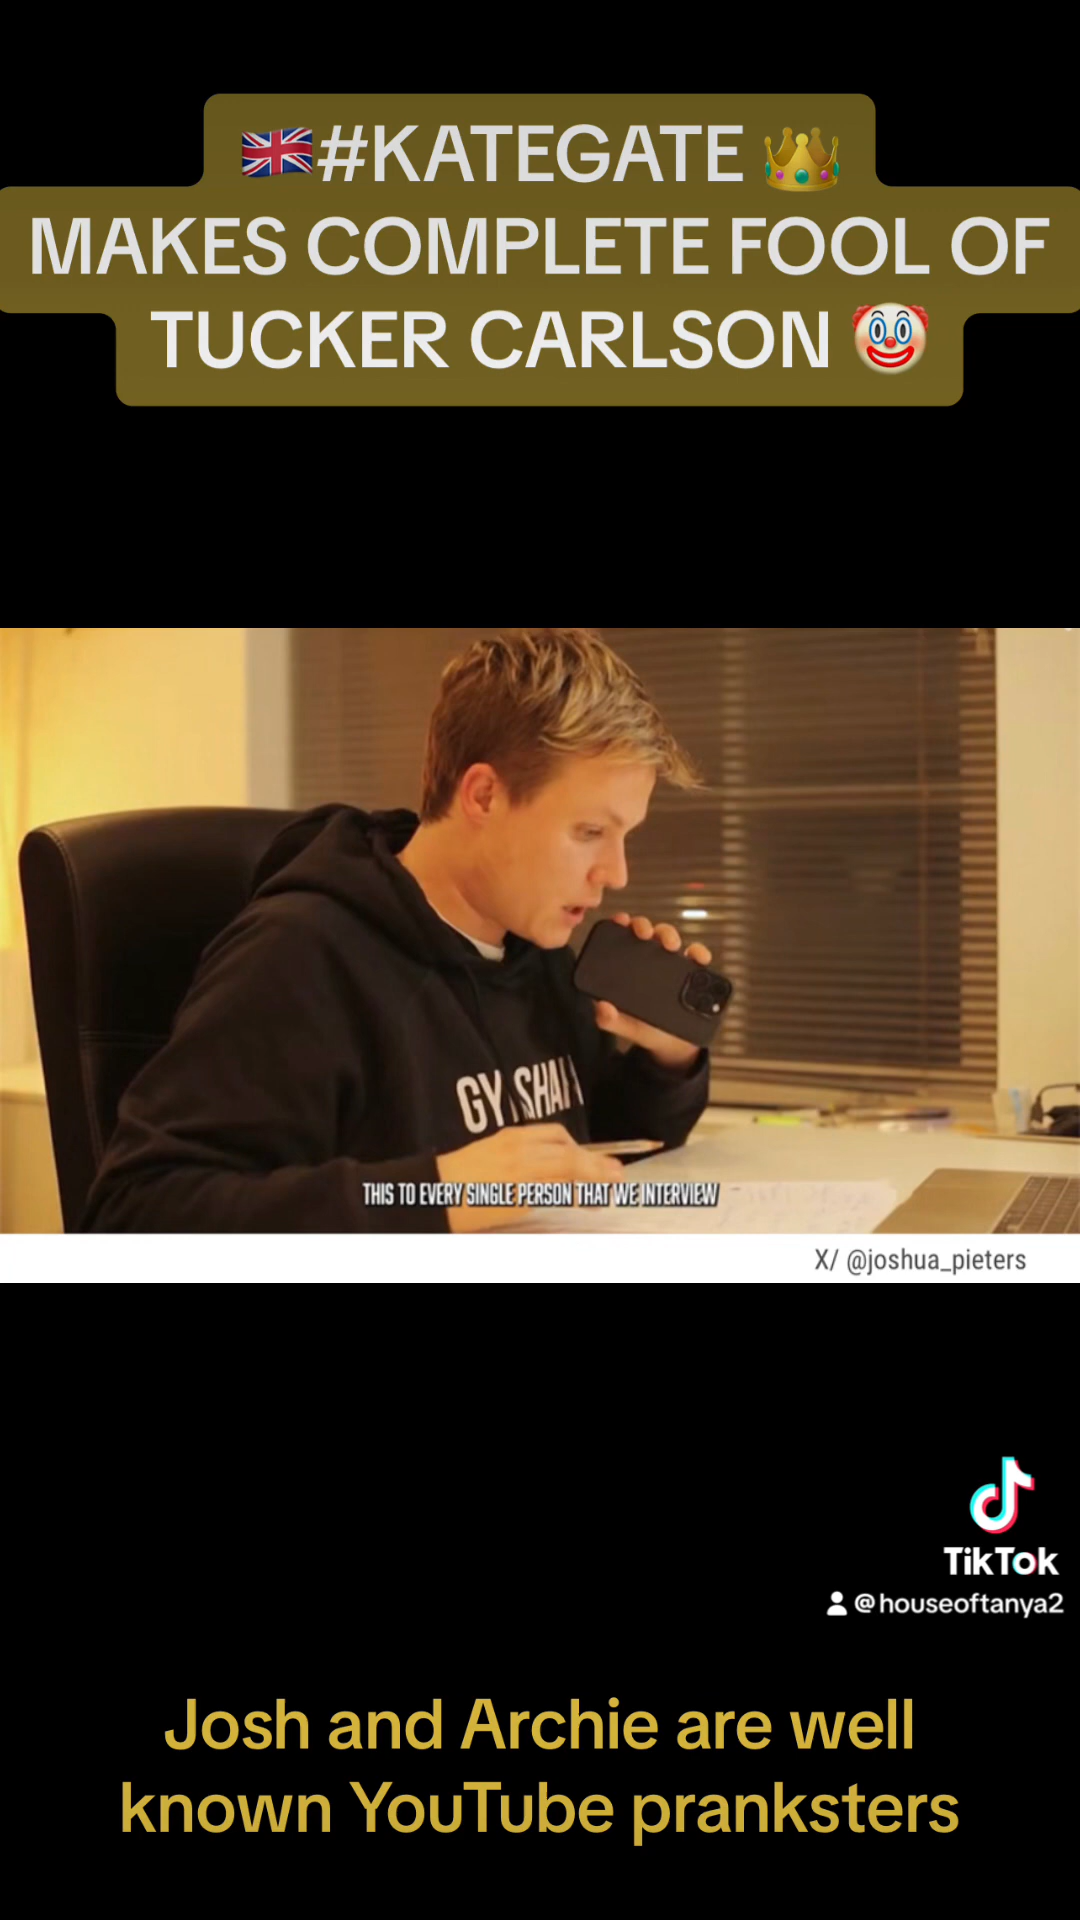 🇬🇧#KATEGATE 👑
MAKES COMPLETE FOOL OF
TUCKER CARLSON 🤡
THIS TO EVERY SINGLE PERSON THAT WE INTERVIEW
X/ @joshua_pieters
TikTok
@houseoftanya2
Josh and Archie are well
known YouTube pranksters